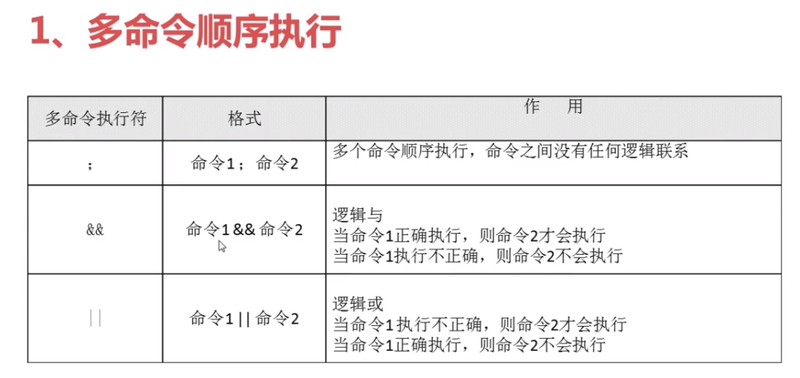 1、多命令顺序执行
多命令执行符 格式 作 用
； 命令1；命令2 多个命令顺序执行，命令之间没有任何逻辑联系
&& 命令1 && 命令2 逻辑与
当命令1正确执行，则命令2才会执行
当命令1执行不正确，则命令2不会执行
|| 命令1 || 命令2 逻辑或
当命令1 执行不正确，则命令2才会执行
当命令1正确执行，则命令2不会执行